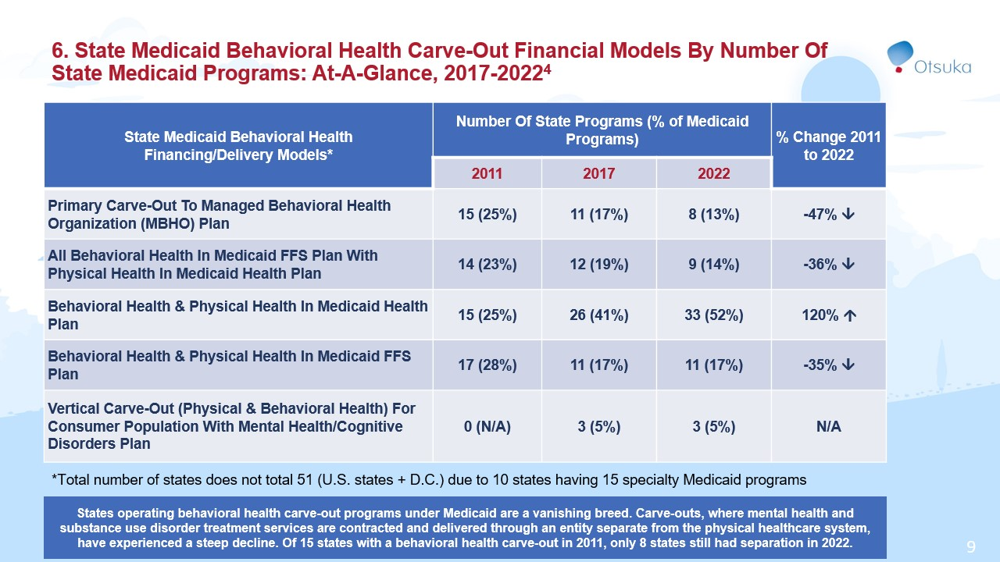 6. State Medicaid Behavioral Health Carve-Out Financial Models By Number Of
State Medicaid Programs: At-A-Glance, 2017-2022⁴
Otsuka
State Medicaid Behavioral Health
Financing/Delivery Models*
Number Of State Programs (% of Medicaid
Programs)
% Change 2011
to 2022
2011 2017 2022
Primary Carve-Out To Managed Behavioral Health
Organization (MBHO) Plan
15 (25%) 11 (17%) 8 (13%) -47% ↓
All Behavioral Health In Medicaid FFS Plan With
Physical Health In Medicaid Health Plan
14 (23%) 12 (19%) 9 (14%) -36% ↓
Behavioral Health & Physical Health In Medicaid Health
Plan
15 (25%) 26 (41%) 33 (52%) 120% ↑
Behavioral Health & Physical Health In Medicaid FFS
Plan
17 (28%) 11 (17%) 11 (17%) -35% ↓
Vertical Carve-Out (Physical & Behavioral Health) For
Consumer Population With Mental Health/Cognitive
Disorders Plan
0 (N/A) 3 (5%) 3 (5%) N/A
*Total number of states does not total 51 (U.S. states + D.C.) due to 10 states having 15 specialty Medicaid programs
States operating behavioral health carve-out programs under Medicaid are a vanishing breed. Carve-outs, where mental health and
substance use disorder treatment services are contracted and delivered through an entity separate from the physical healthcare system,
have experienced a steep decline. Of 15 states with a behavioral health carve-out in 2011, only 8 states still had separation in 2022.
9